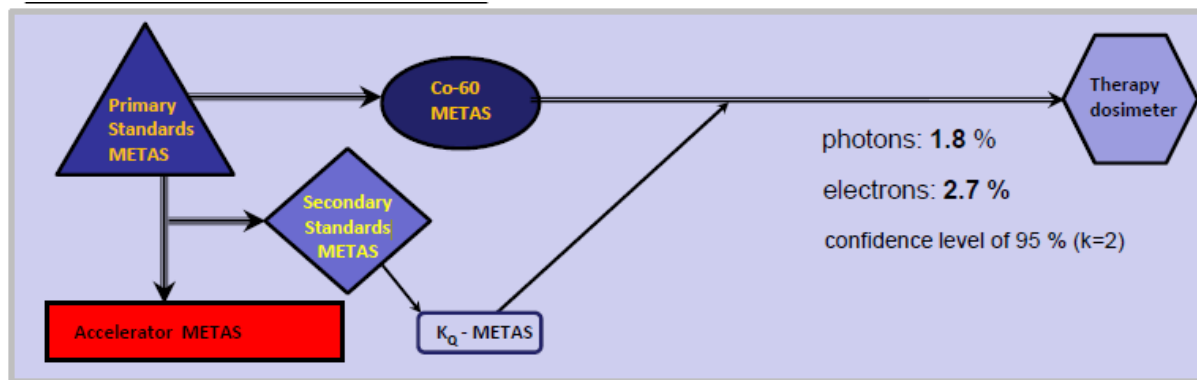 Primary
Standards
METAS
Co-60
METAS
Therapy
dosimeter
photons: 1.8 %
electrons: 2.7 %
confidence level of 95 % (k=2)
Secondary
Standards
METAS
Accelerator METAS
KQ - METAS